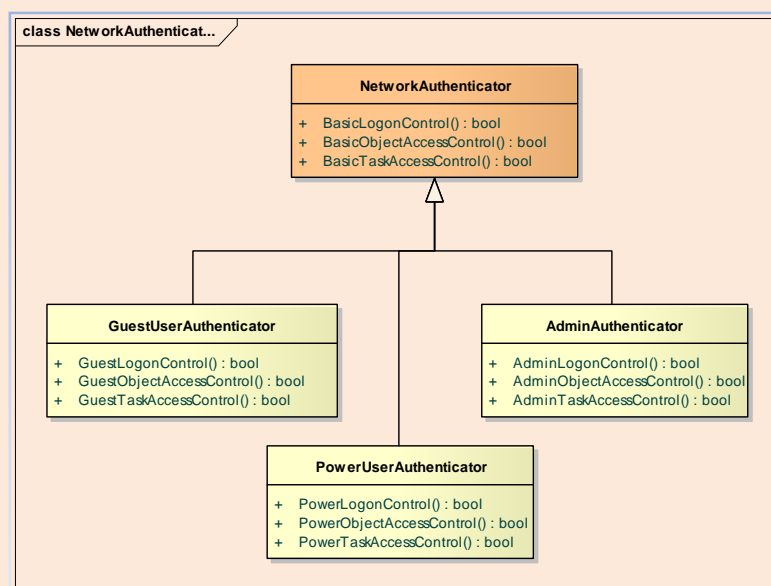 class NetworkAuthenticat...
NetworkAuthenticator
+ BasicLogonControl() : bool
+ BasicObjectAccessControl() : bool
+ BasicTaskAccessControl() : bool
GuestUserAuthenticator
+ GuestLogonControl() : bool
+ GuestObjectAccessControl() : bool
+ GuestTaskAccessControl() : bool
AdminAuthenticator
+ AdminLogonControl() : bool
+ AdminObjectAccessControl() : bool
+ AdminTaskAccessControl() : bool
PowerUserAuthenticator
+ PowerLogonControl() : bool
+ PowerObjectAccessControl() : bool
+ PowerTaskAccessControl() : bool